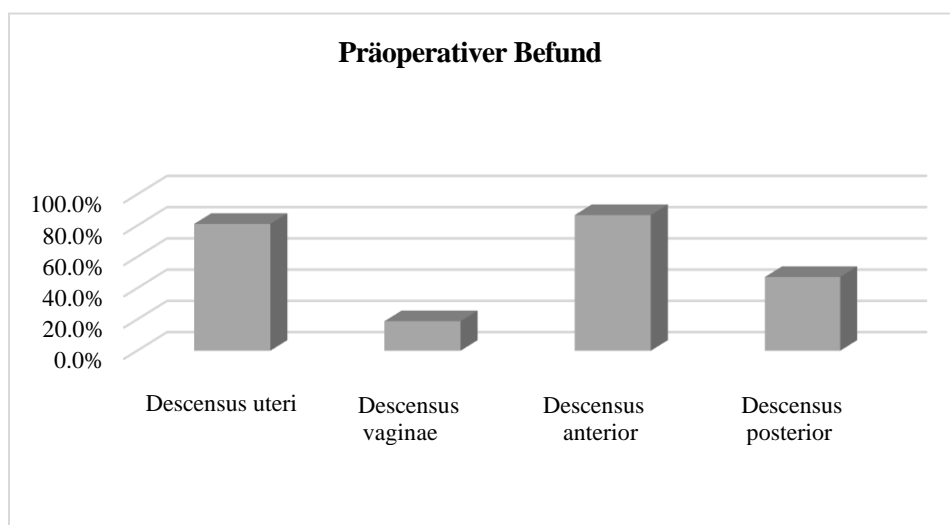 Präoperativer Befund
100.0%
80.0%
60.0%
40.0%
20.0%
0.0%
Descensus uteri
Descensus
vaginae
Descensus
anterior
Descensus
posterior